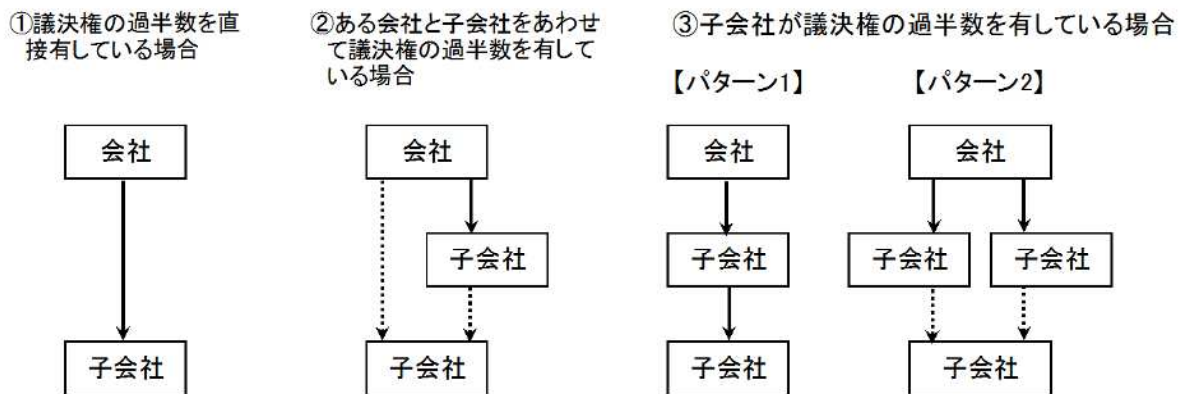 ①議決権の過半数を直
接有している場合
②ある会社と子会社をあわせ
て議決権の過半数を有して
いる場合
③子会社が議決権の過半数を有している場合
【パターン1】
【パターン2】
会社
会社
会社
会社
子会社
子会社
子会社
子会社
子会社
子会社
子会社
子会社